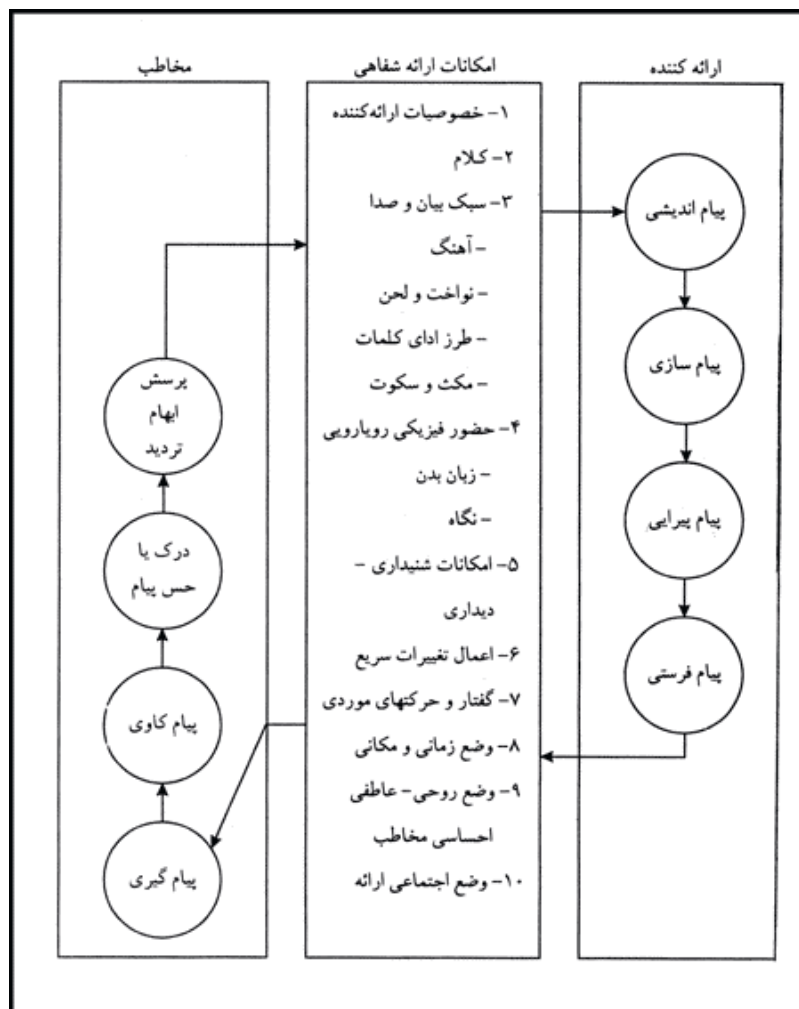 ارائه کننده
پیام اندیشی
پیام سازی
پیام پیرایی
پیام فرستی
امکانات ارائه شفاهی
۱- خصوصیات ارائه‌کننده
۲- کلام
۳- سبک بیان و صدا
- آهنگ
- نواخت و لحن
- طرز ادای کلمات
- مکث و سکوت
۴- حضور فیزیکی رویارویی
- زبان بدن
- نگاه
۵- امکانات شنیداری -
دیداری
۶- اعمال تغییرات سریع
۷- گفتار و حرکتهای موردی
۸- وضع زمانی و مکانی
۹- وضع روحی- عاطفی
احساسی مخاطب
۱۰- وضع اجتماعی ارائه
مخاطب
پرسش
ابهام
تردید
درک یا
حس پیام
پیام کاوی
پیام گیری